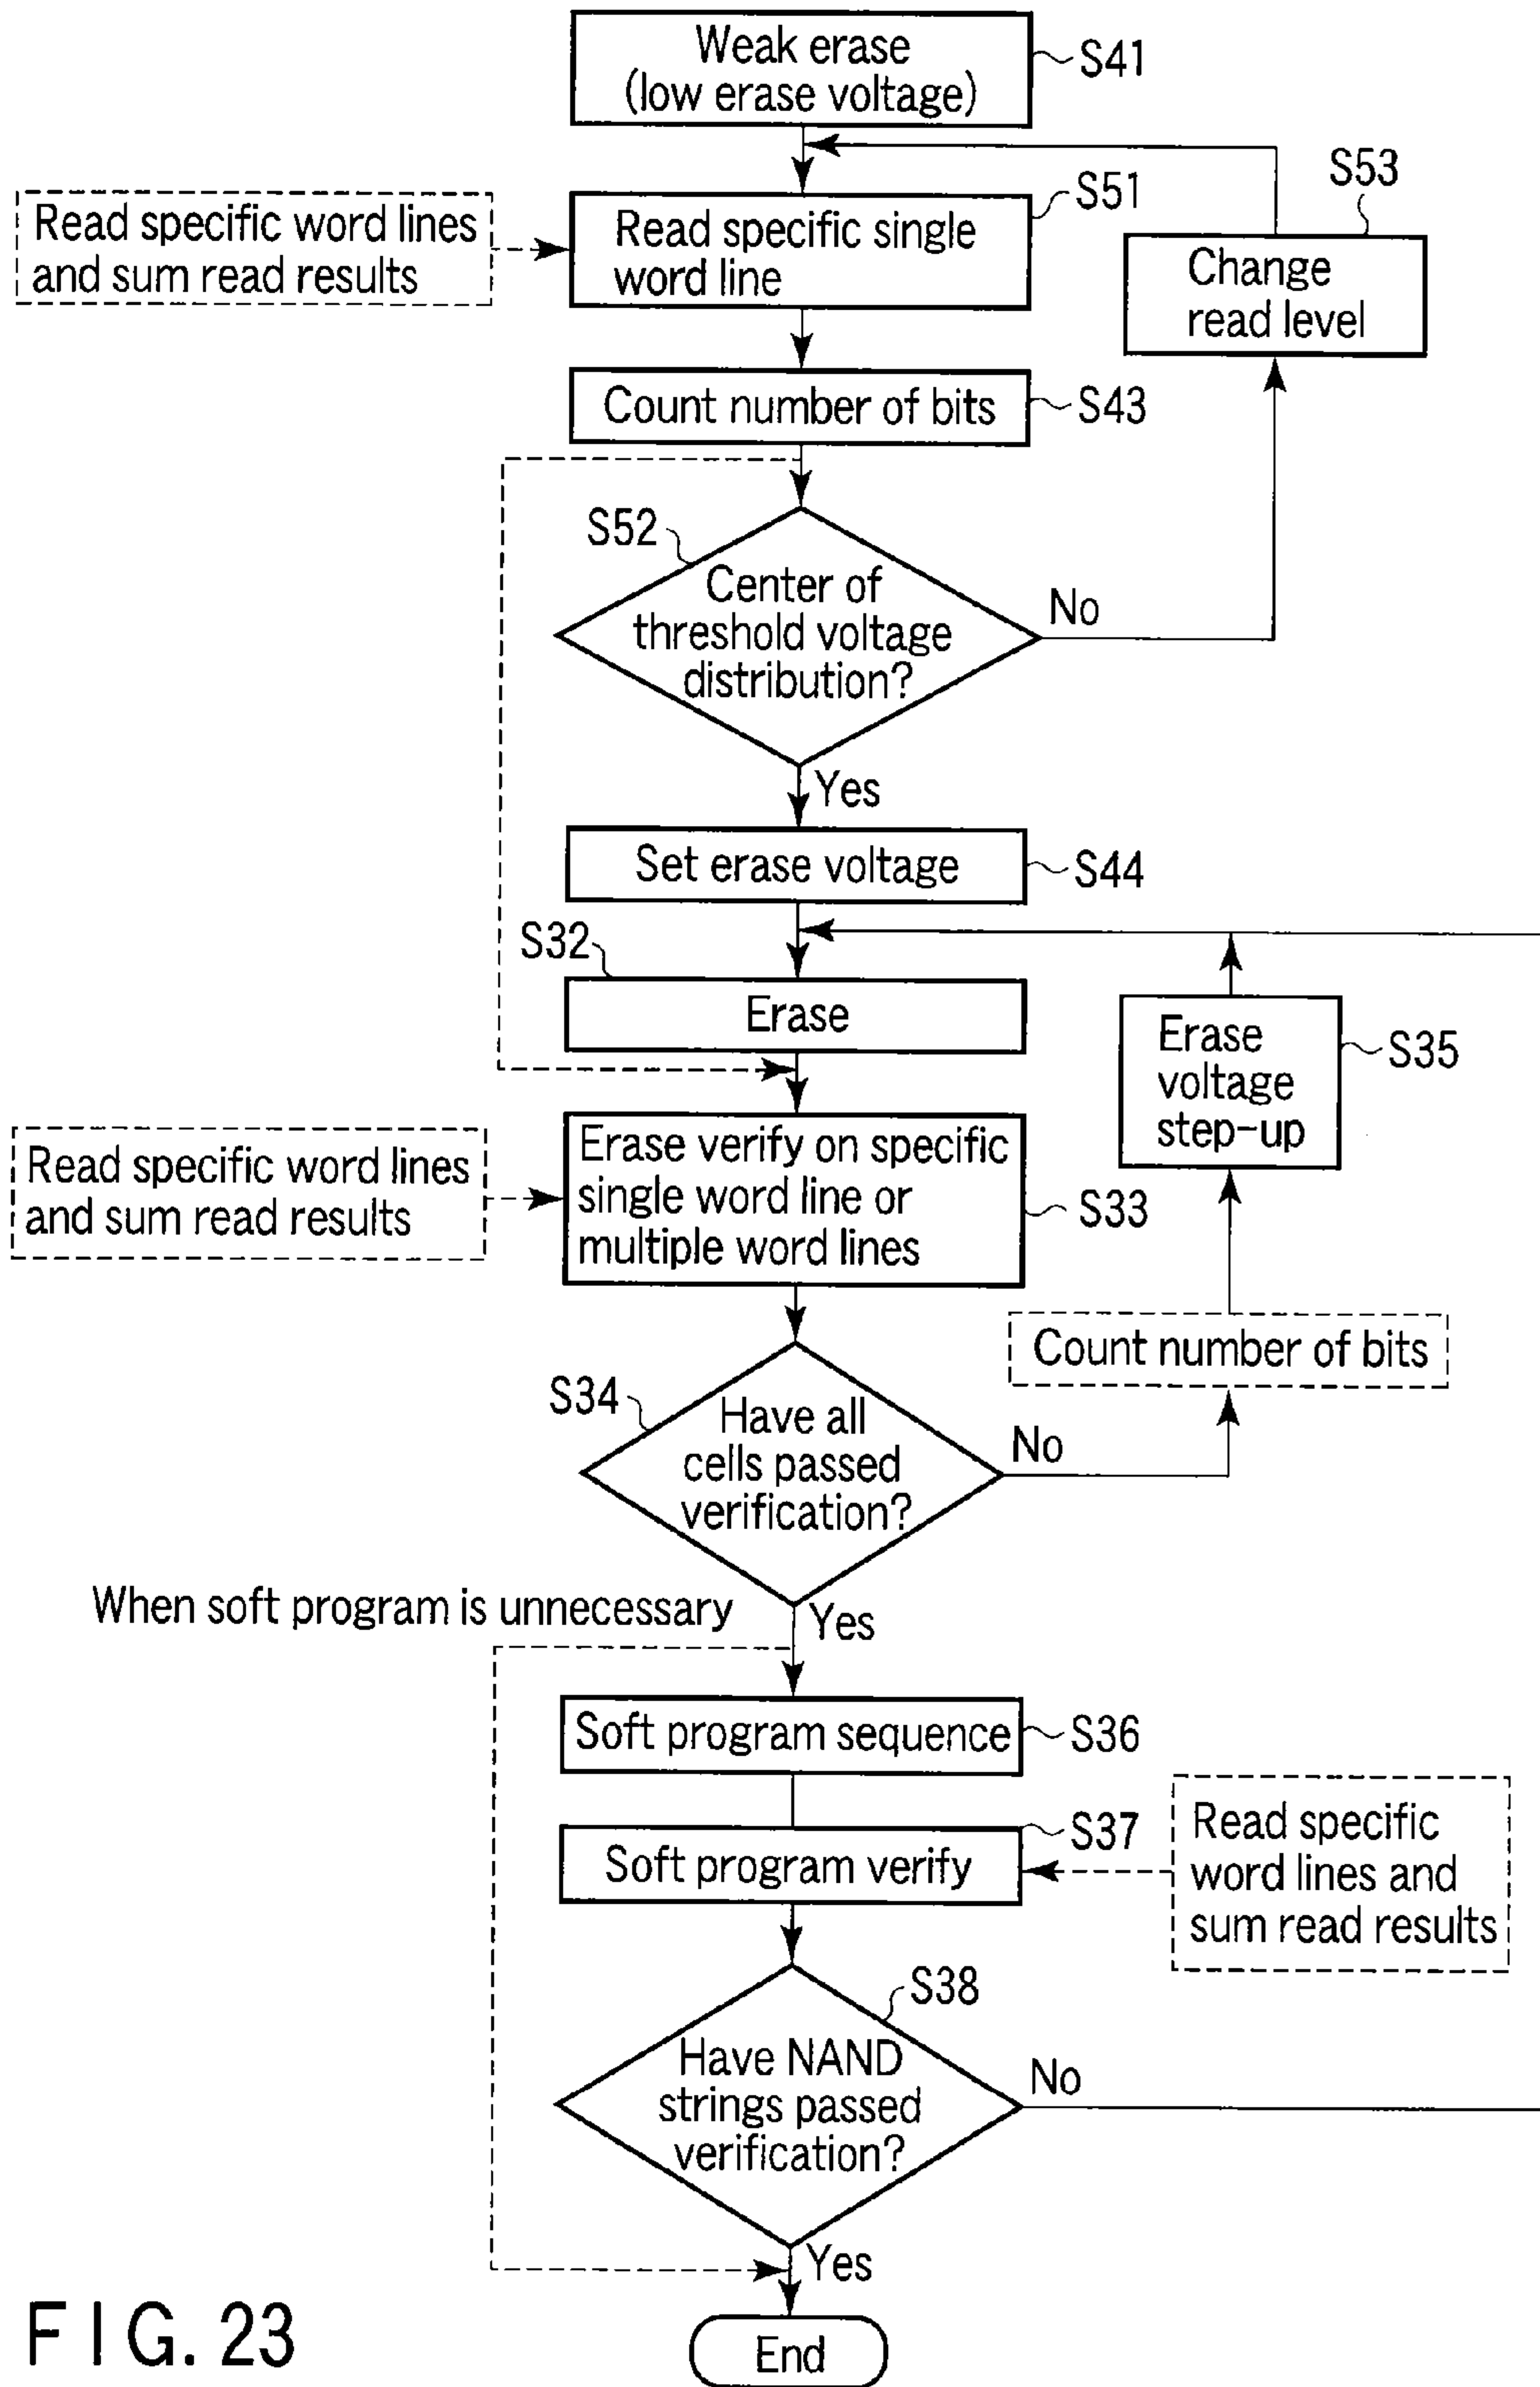 Weak erase
(low erase voltage)
S41
S53
S51
Read specific word lines
and sum read results
Read specific single
word line
Change
read level
Count number of bits
S43
S52
Center of
threshold voltage
distribution?
No
Yes
Set erase voltage
S44
S32
Erase
Erase
voltage
step-up
S35
Read specific word lines
and sum read results
Erase verify on specific
single word line or
multiple word lines
S33
Count number of bits
S34
Have all
cells passed
verification?
No
When soft program is unnecessary
Yes
Soft program sequence
S36
S37
Soft program verify
Read specific
word lines and
sum read results
S38
Have NAND
strings passed
verification?
No
Yes
End
FIG. 23